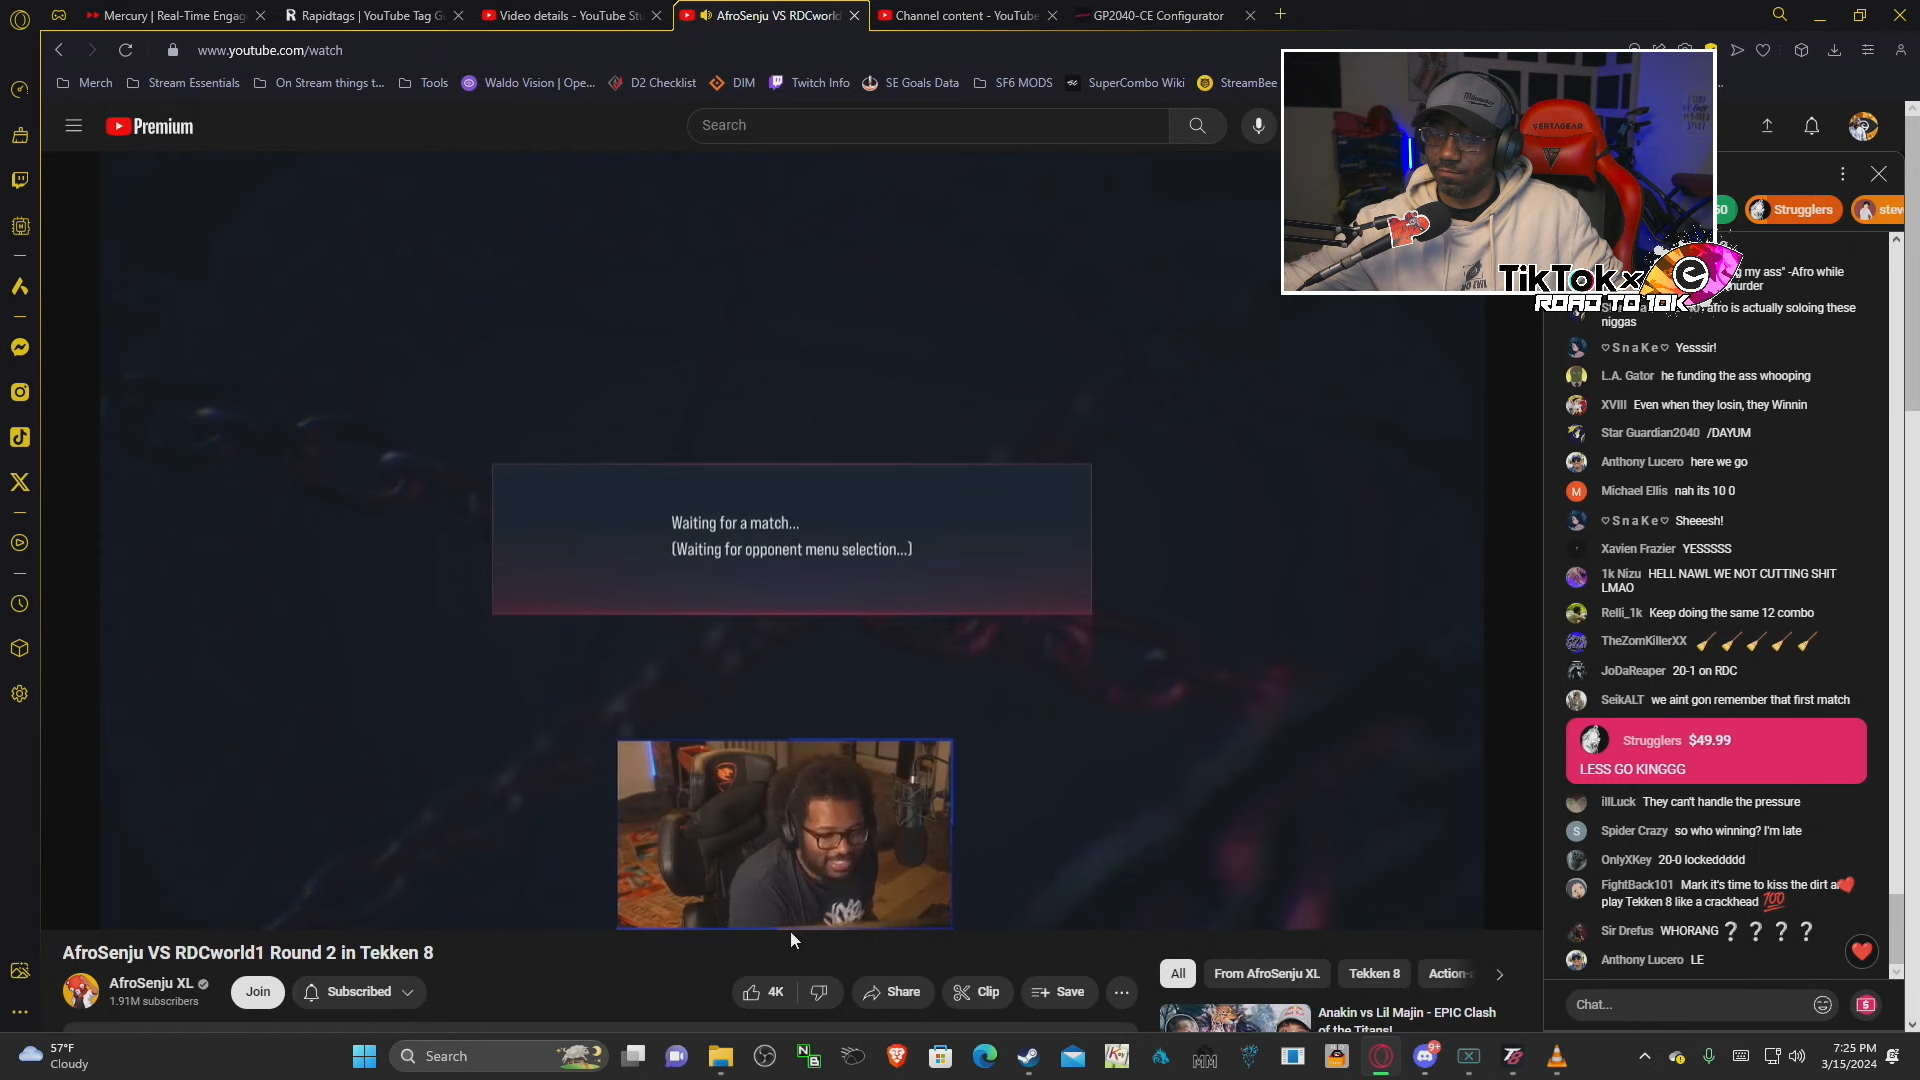 Mercury | Real-Time Engag
Rapidtags | YouTube Tag G
Video details - YouTube St
AfroSenju VS RDCworld
Channel content - YouTube
GP2040-CE Configurator
www.youtube.com/watch
Merch
Stream Essentials
On Stream things t...
Tools
Waldo Vision | Ope...
D2 Checklist
DIM
Twitch Info
SE Goals Data
SF6 MODS
SuperCombo Wiki
StreamBee
Premium
Search
Milwaukee
VERTAGEAR
TikTok x e
ROAD TO 10K
Strugglers
stev
g my ass" -Afro while
urder
afro is actually soloing these
niggas
♡ S n a K e ♡ Yesssir!
L.A. Gator he funding the ass whooping
XVIII Even when they losin, they Winnin
Star Guardian2040 /DAYUM
Anthony Lucero here we go
Michael Ellis nah its 10 0
♡ S n a K e ♡ Sheeesh!
Xavien Frazier YESSSSS
1k Nizu HELL NAWL WE NOT CUTTING SHIT
LMAO
Relli_1k Keep doing the same 12 combo
TheZomKillerXX 🧹 🧹 🧹 🧹 🧹
JoDaReaper 20-1 on RDC
SeikALT we aint gon remember that first match
Strugglers $49.99
LESS GO KINGGG
illLuck They can't handle the pressure
Spider Crazy so who winning? I'm late
OnlyXKey 20-0 lockeddddd
FightBack101 Mark it's time to kiss the dirt a
play Tekken 8 like a crackhead 💯
Sir Drefus WHORANG ❔ ❔ ❔ ❔
Anthony Lucero LE
Chat...
Waiting for a match...
(Waiting for opponent menu selection...)
AfroSenju VS RDCworld1 Round 2 in Tekken 8
AfroSenju XL
1.91M subscribers
Join
Subscribed
4K
Share
Clip
Save
All
From AfroSenju XL
Tekken 8
Action-a
Anakin vs Lil Majin - EPIC Clash
of the Titans!
57°F
Cloudy
Search
9+
7:25 PM
3/15/2024